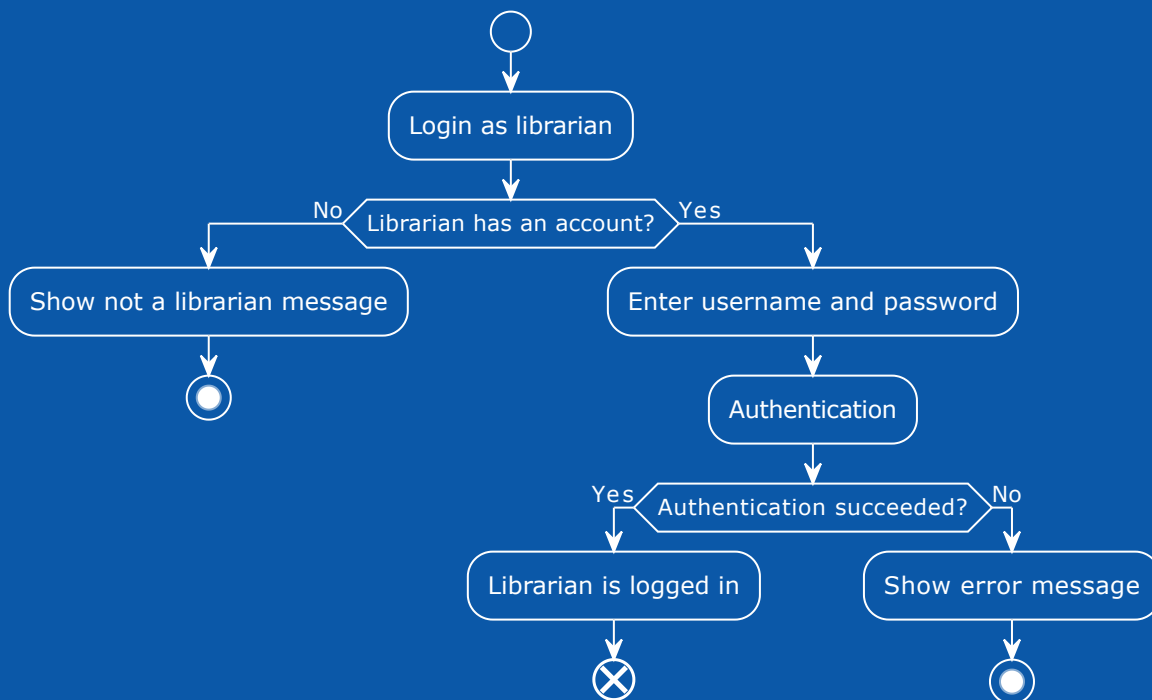 Login as librarian
No
Librarian has an account?
Yes
Show not a librarian message
Enter username and password
Authentication
Yes
Authentication succeeded?
No
Librarian is logged in
Show error message